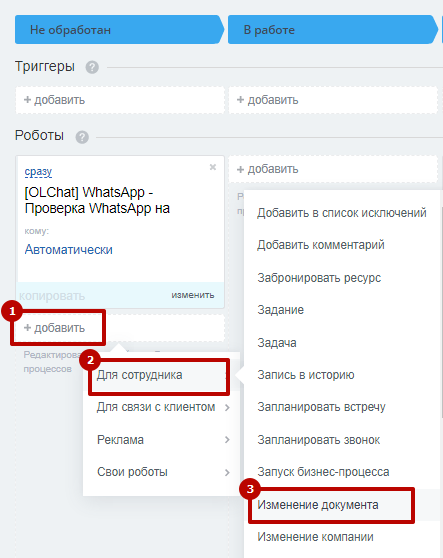 Не обработан
В работе
Триггеры ?
+ добавить
+ добавить
Роботы ?
сразу
[OLChat] WhatsApp -
Проверка WhatsApp на
кому:
Автоматически
копировать
изменить
+ добавить
1
+ добавить
2
Для сотрудника
Для связи с клиентом
Реклама
Свои роботы
Добавить в список исключений
Добавить комментарий
Забронировать ресурс
Задание
Задача
Запись в историю
Запланировать встречу
Запланировать звонок
Запуск бизнес-процесса
3
Изменение документа
Изменение компании
процессов